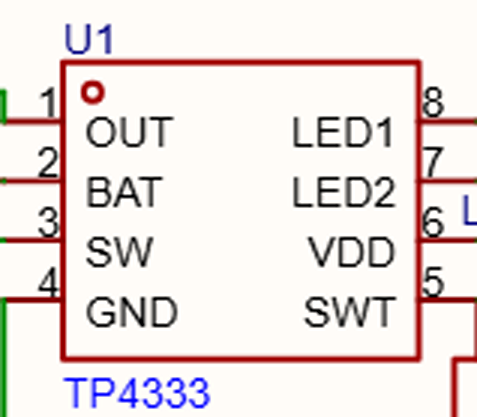 U1
1 OUT LED1 8
2 BAT LED2 7
3 SW VDD 6
4 GND SWT 5
TP4333